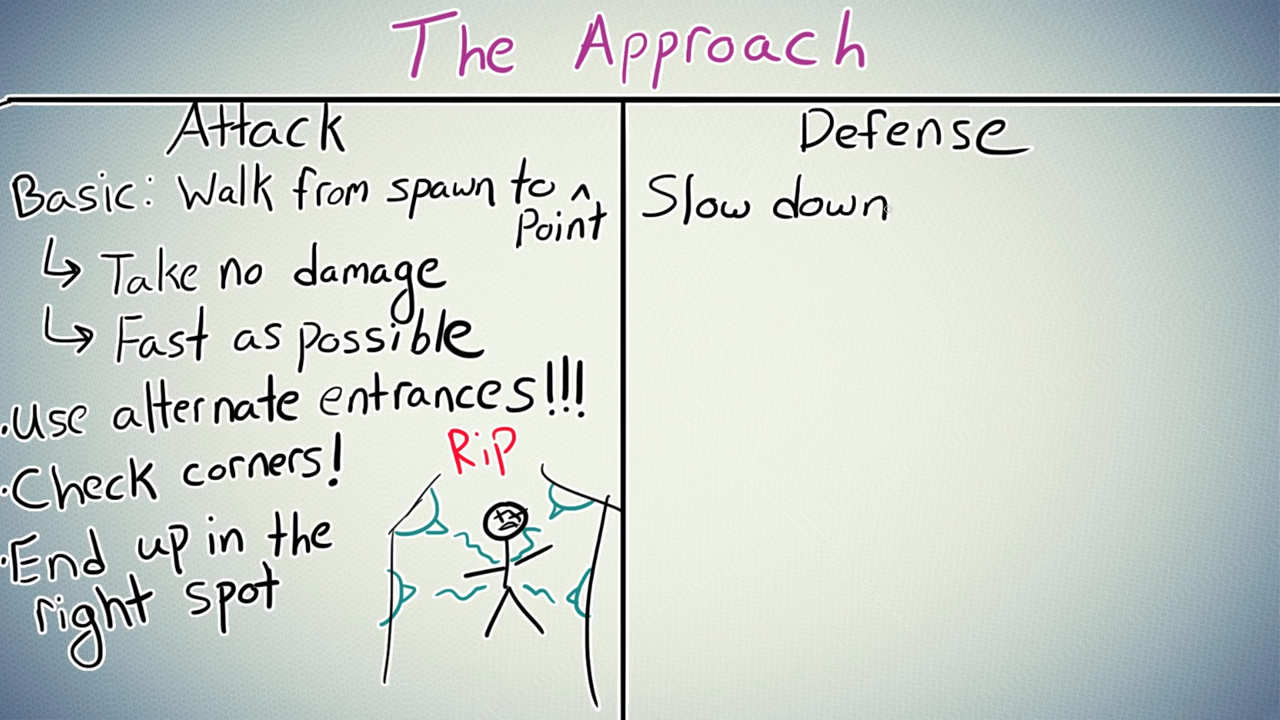 The Approach
Attack
Basic: Walk from spawn to ^
Point
↳ Take no damage
↳ Fast as possible
·Use alternate entrances!!!
·Check corners!
·End up in the
right spot
RiP
Defense
Slow down